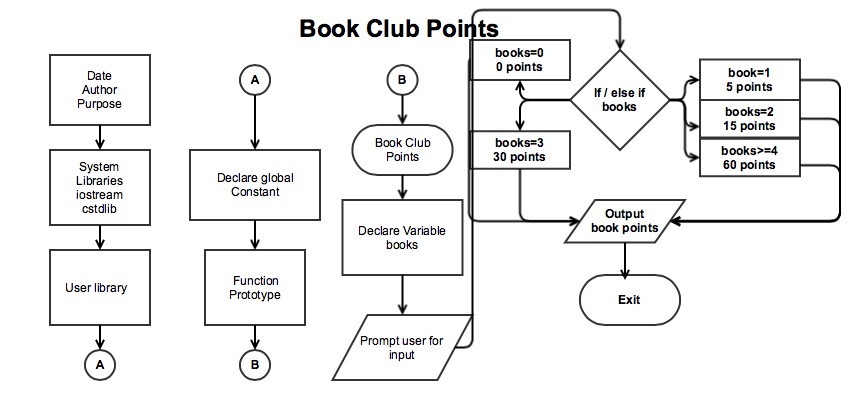 Book Club Points
Date
Author
Purpose
System
Libraries
iostream
cstdlib
User library
A
A
Declare global
Constant
Function
Prototype
B
B
Book Club
Points
Declare Variable
books
Prompt user for
input
If / else if
books
books=0
0 points
books=3
30 points
book=1
5 points
books=2
15 points
books>=4
60 points
Output
book points
Exit